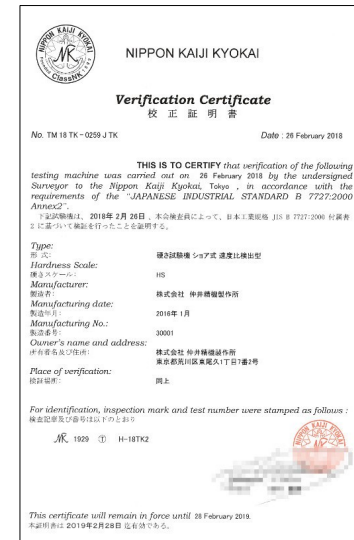 NIPPON KAIJI KYOKAI
NK
ClassNK
NIPPON KAIJI KYOKAI
Verification Certificate
校 正 証 明 書
No. TM 18 TK - 0259 J TK
Date : 26 February 2018
THIS IS TO CERTIFY that verification of the following
testing machine was carried out on 26 February 2018 by the undersigned
Surveyor to the Nippon Kaiji Kyokai, Tokyo , in accordance with the
requirements of the "JAPANESE INDUSTRIAL STANDARD B 7727:2000
Annex2".
下記試験機は、2018年 2月 26日 、本会検査員によって、日本工業規格 JIS B 7727:2000 付属書
2 に基づいて検証を行ったことを証明する。
Type:
形 式:
硬さ試験機 ショア式 速度比検出型
Hardness Scale:
硬さスケール:
HS
Manufacturer:
製造者:
株式会社 仲井精機製作所
Manufacturing date:
製造年月:
2016年 1月
Manufacturing No.:
製造番号:
30001
Owner's name and address:
所有者名及び住所:
株式会社 仲井精機製作所
東京都荒川区東尾久1丁目7番2号
Place of verification:
検証場所:
同上
For identification, inspection mark and test number were stamped as follows :
検査記章及び番号は以下のとおり
NK 1929 Ⓣ H-18TK2
This certificate will remain in force until 28 February 2019.
本証明書は 2019年2月28日 迄有効である。